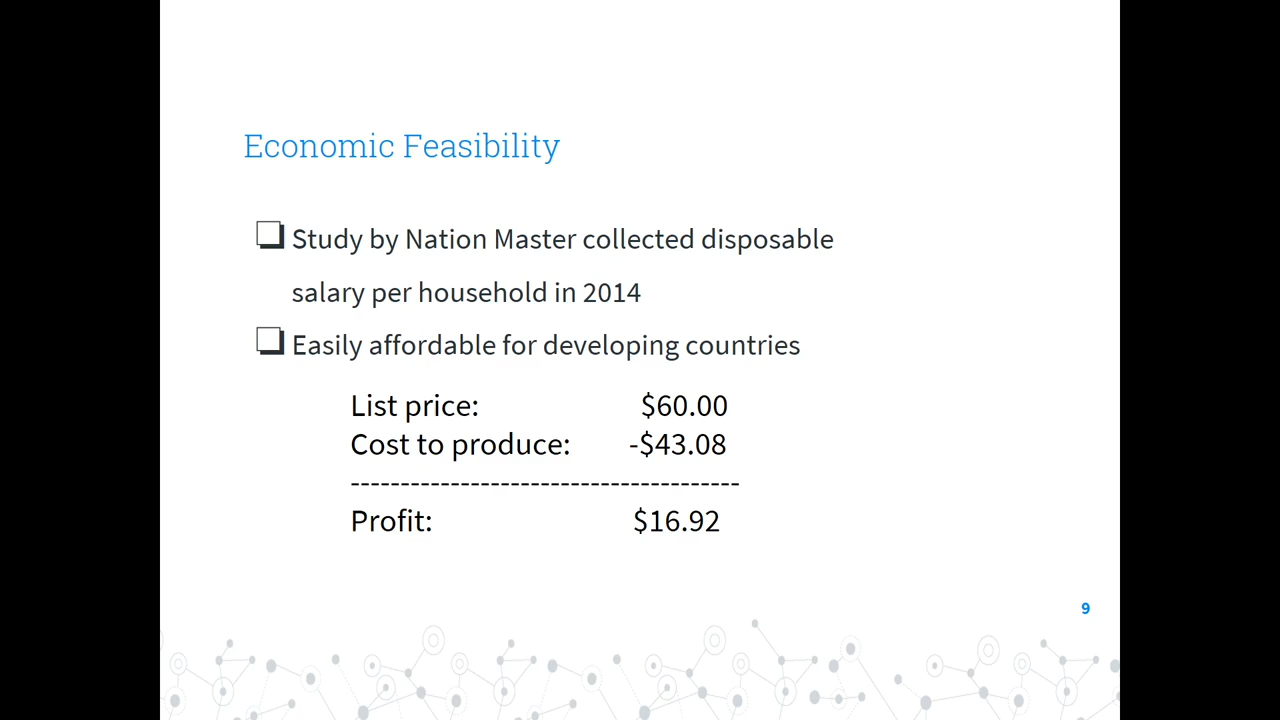 Economic Feasibility
❏ Study by Nation Master collected disposable
salary per household in 2014
❏ Easily affordable for developing countries
List price: $60.00
Cost to produce: -$43.08
---------------------------------------
Profit: $16.92
9